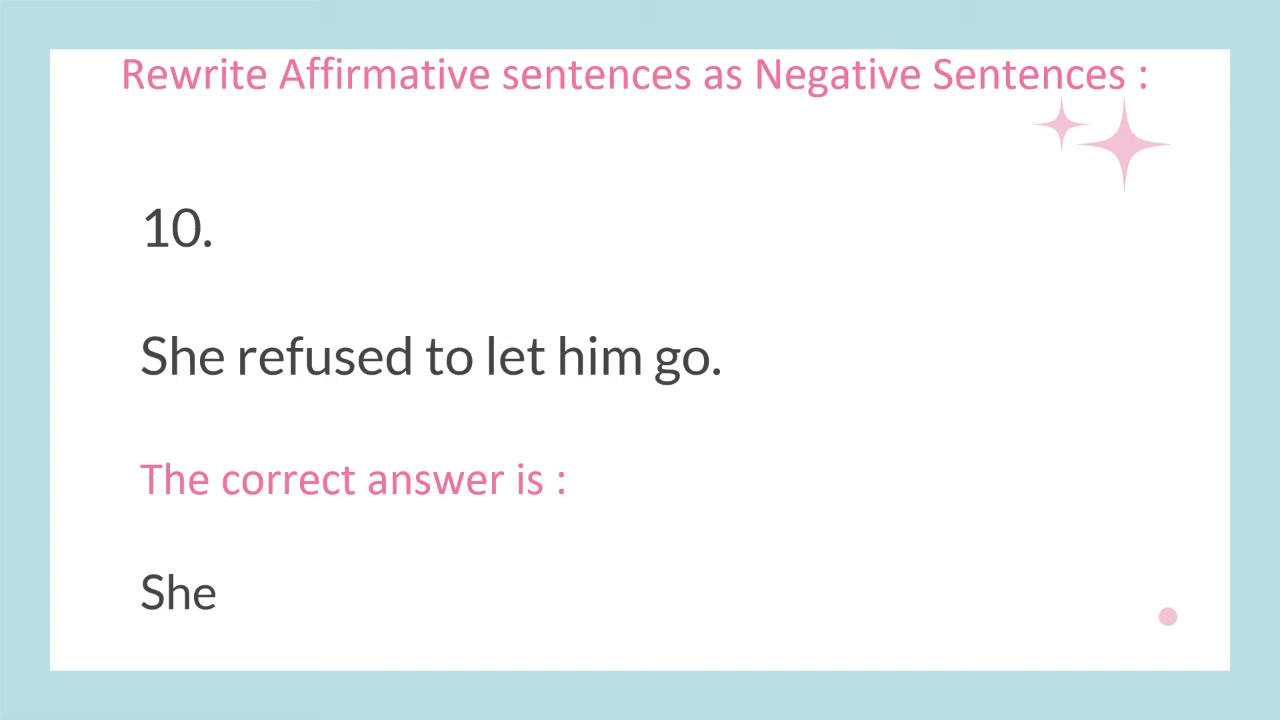 Rewrite Affirmative sentences as Negative Sentences :
10.
She refused to let him go.
The correct answer is :
She